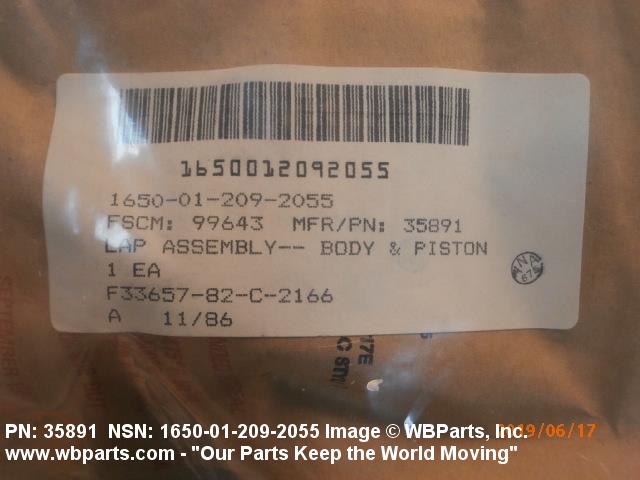 1650012092055
1650-01-209-2055
FSCM: 99643 MFR/PN: 35891
LAP ASSEMBLY-- BODY & PISTON
1 EA
F33657-82-C-2166
A 11/86
PN: 35891 NSN: 1650-01-209-2055 Image © WBParts, Inc.
www.wbparts.com - "Our Parts Keep the World Moving"